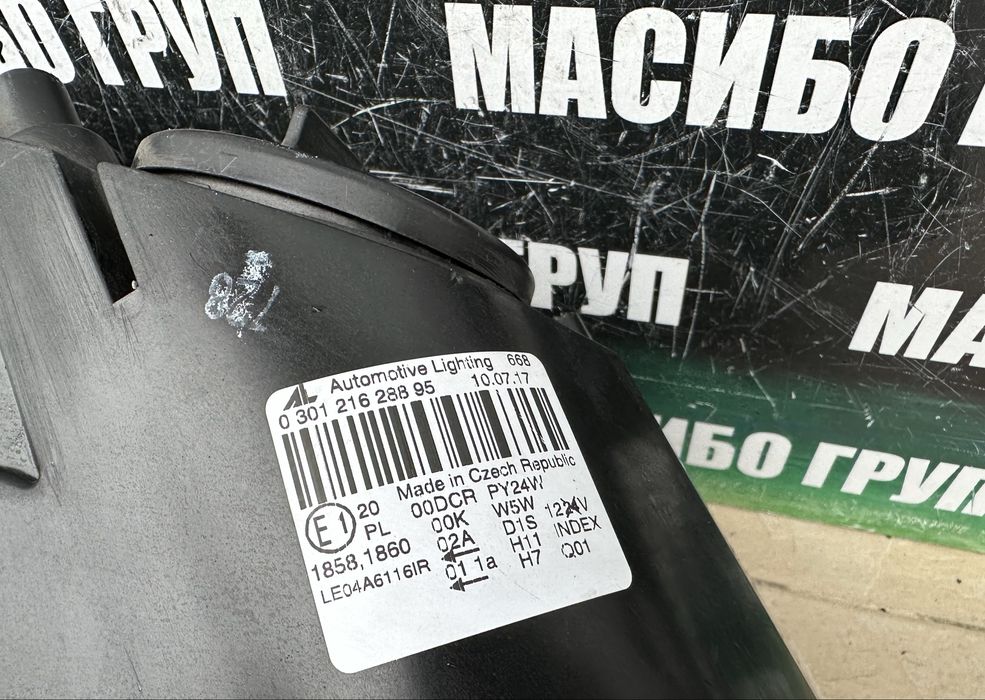 ГРУП
МАСИБО
ГРУП
МА
ИБО ГРУП
AL Automotive Lighting 668
0 301 216 288 95 10.07.17
Made in Czech Republic
E1 20 00DCR PY24W
PL 00K W5W 12V
1858,1860 02A D1S INDEX
LE04A6116IR 01 1a H11 Q01
H7